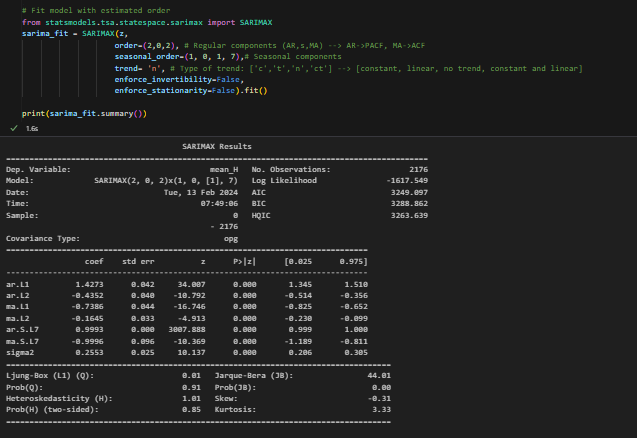 # Fit model with estimated order
from statsmodels.tsa.statespace.sarimax import SARIMAX
sarima_fit = SARIMAX(z,
order=(2,0,2), # Regular components (AR,s,MA) --> AR->PACF, MA->ACF
seasonal_order=(1, 0, 1, 7),# Seasonal components
trend= 'n', # Type of trend: ['c','t','n','ct'] --> [constant, linear, no trend, constant and linear]
enforce_invertibility=False,
enforce_stationarity=False).fit()
print(sarima_fit.summary())
✓ 1.6s
SARIMAX Results
==============================================================================
Dep. Variable: mean_H No. Observations: 2176
Model: SARIMAX(2, 0, 2)x(1, 0, [1], 7) Log Likelihood -1617.549
Date: Tue, 13 Feb 2024 AIC 3249.097
Time: 07:49:06 BIC 3288.862
Sample: 0 HQIC 3263.639
- 2176
Covariance Type: opg
==============================================================================
coef std err z P>|z| [0.025 0.975]
------------------------------------------------------------------------------
ar.L1 1.4273 0.042 34.007 0.000 1.345 1.510
ar.L2 -0.4352 0.040 -10.792 0.000 -0.514 -0.356
ma.L1 -0.7386 0.044 -16.746 0.000 -0.825 -0.652
ma.L2 -0.1645 0.033 -4.913 0.000 -0.230 -0.099
ar.S.L7 0.9993 0.000 3007.888 0.000 0.999 1.000
ma.S.L7 -0.9996 0.096 -10.369 0.000 -1.189 -0.811
sigma2 0.2553 0.025 10.137 0.000 0.206 0.305
==============================================================================
Ljung-Box (L1) (Q): 0.01 Jarque-Bera (JB): 44.01
Prob(Q): 0.91 Prob(JB): 0.00
Heteroskedasticity (H): 1.01 Skew: -0.31
Prob(H) (two-sided): 0.85 Kurtosis: 3.33
==============================================================================